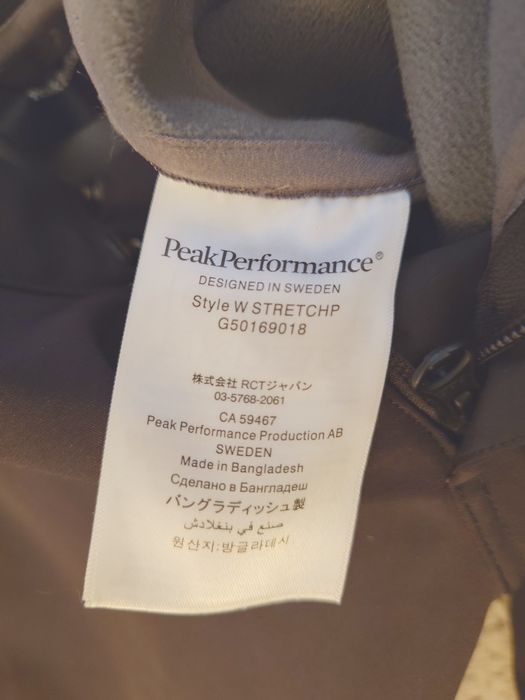 PeakPerformance®
DESIGNED IN SWEDEN
Style W STRETCHP
G50169018
株式会社 RCTジャパン
03-5768-2061
CA 59467
Peak Performance Production AB
SWEDEN
Made in Bangladesh
Сделано в Бангладеш
バングラディッシュ製
صنع في بنغلادش
원산지:방글라데시